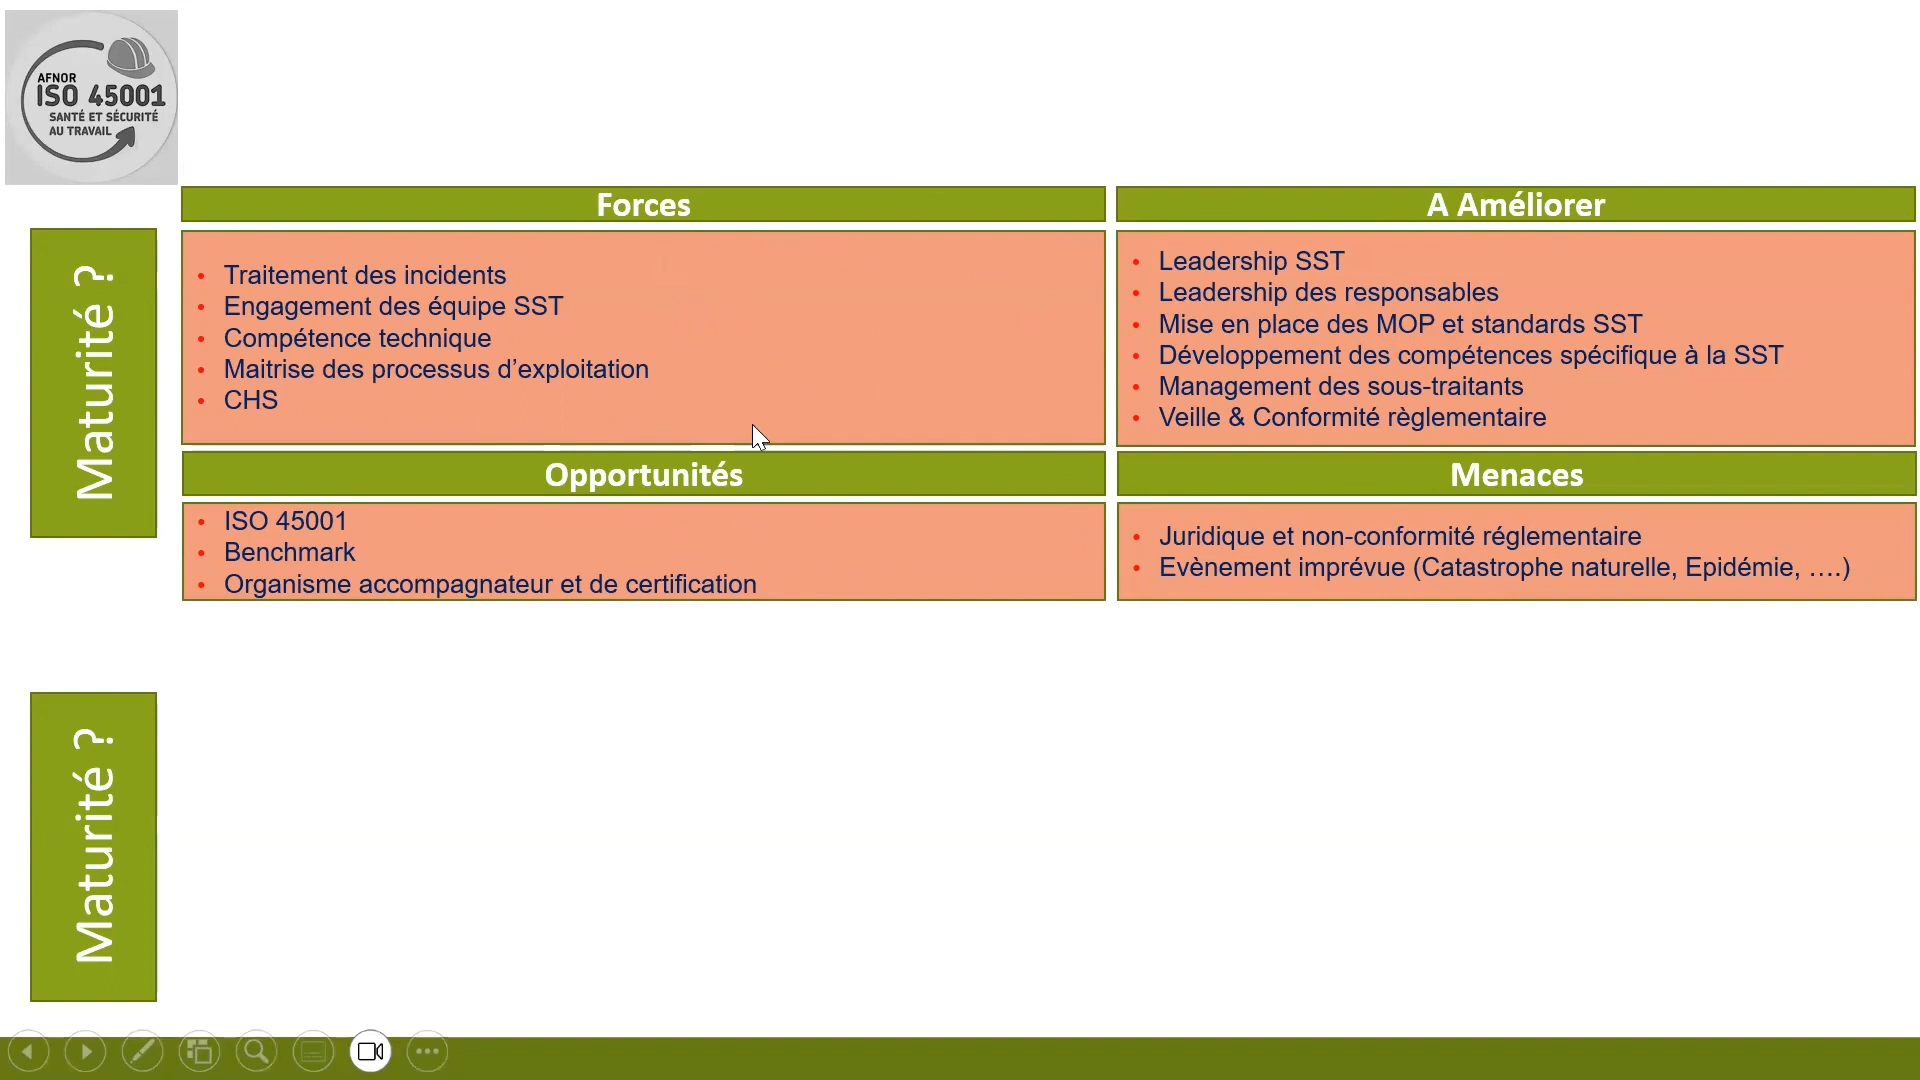 AFNOR
ISO 45001
SANTÉ ET SÉCURITÉ
AU TRAVAIL
Maturité ?
Forces
• Traitement des incidents
• Engagement des équipe SST
• Compétence technique
• Maitrise des processus d’exploitation
• CHS
A Améliorer
• Leadership SST
• Leadership des responsables
• Mise en place des MOP et standards SST
• Développement des compétences spécifique à la SST
• Management des sous-traitants
• Veille & Conformité règlementaire
Opportunités
• ISO 45001
• Benchmark
• Organisme accompagnateur et de certification
Menaces
• Juridique et non-conformité réglementaire
• Evènement imprévue (Catastrophe naturelle, Epidémie, ….)
Maturité ?